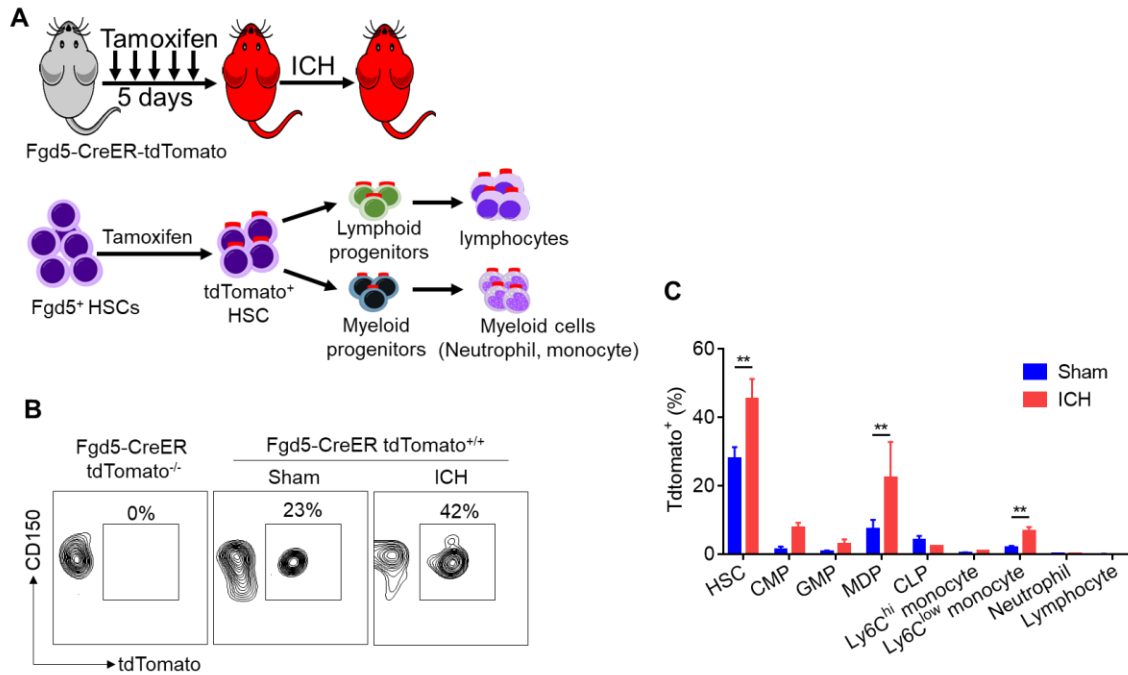 A
Tamoxifen
5 days
ICH
Fgd5-CreER-tdTomato
Fgd5⁺ HSCs
Tamoxifen
tdTomato⁺
HSC
Lymphoid
progenitors
lymphocytes
Myeloid
progenitors
Myeloid cells
(Neutrophil, monocyte)
B
Fgd5-CreER
tdTomato⁻/⁻
Fgd5-CreER tdTomato⁺/⁺
Sham
ICH
0%
23%
42%
CD150
tdTomato
C
Tdtomato⁺ (%)
60
40
20
0
**
**
**
Sham
ICH
HSC
CMP
GMP
MDP
CLP
Ly6Cʰⁱ monocyte
Ly6Cˡᵒʷ monocyte
Neutrophil
Lymphocyte